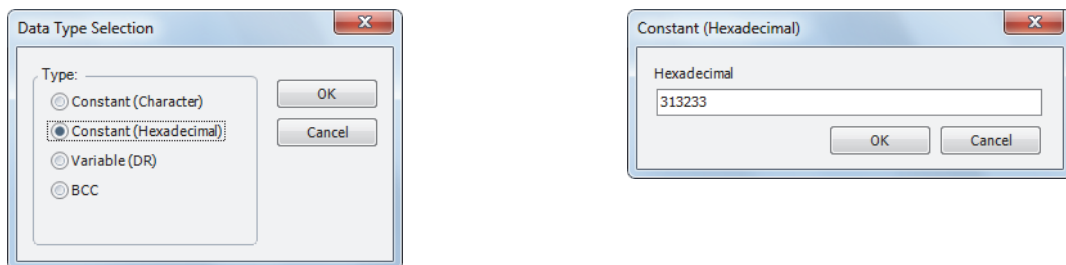 Data Type Selection
Type:
Constant (Character)
Constant (Hexadecimal)
Variable (DR)
BCC
OK
Cancel
Constant (Hexadecimal)
Hexadecimal
313233
OK Cancel